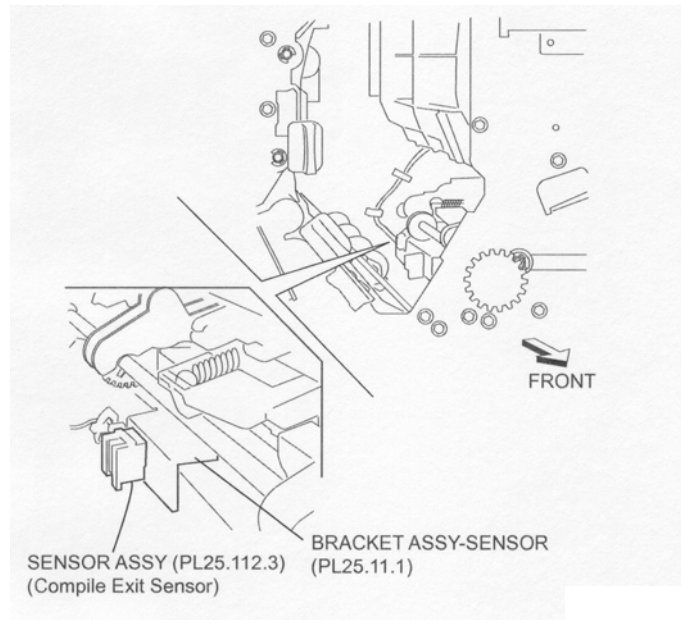 FRONT
BRACKET ASSY-SENSOR
(PL25.11.1)
SENSOR ASSY (PL25.112.3)
(Compile Exit Sensor)